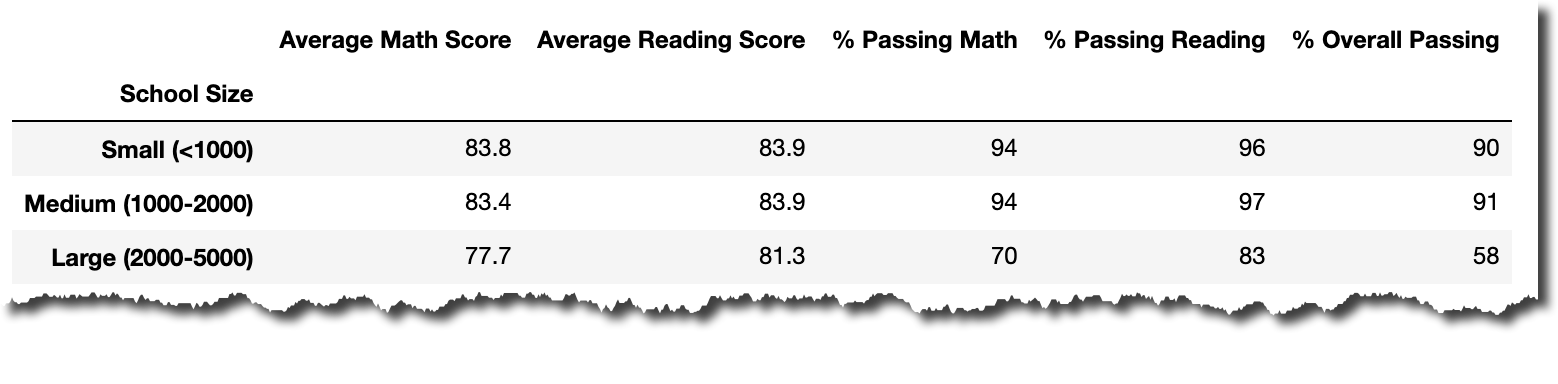 Average Math Score Average Reading Score % Passing Math % Passing Reading % Overall Passing
School Size
Small (<1000) 83.8 83.9 94 96 90
Medium (1000-2000) 83.4 83.9 94 97 91
Large (2000-5000) 77.7 81.3 70 83 58